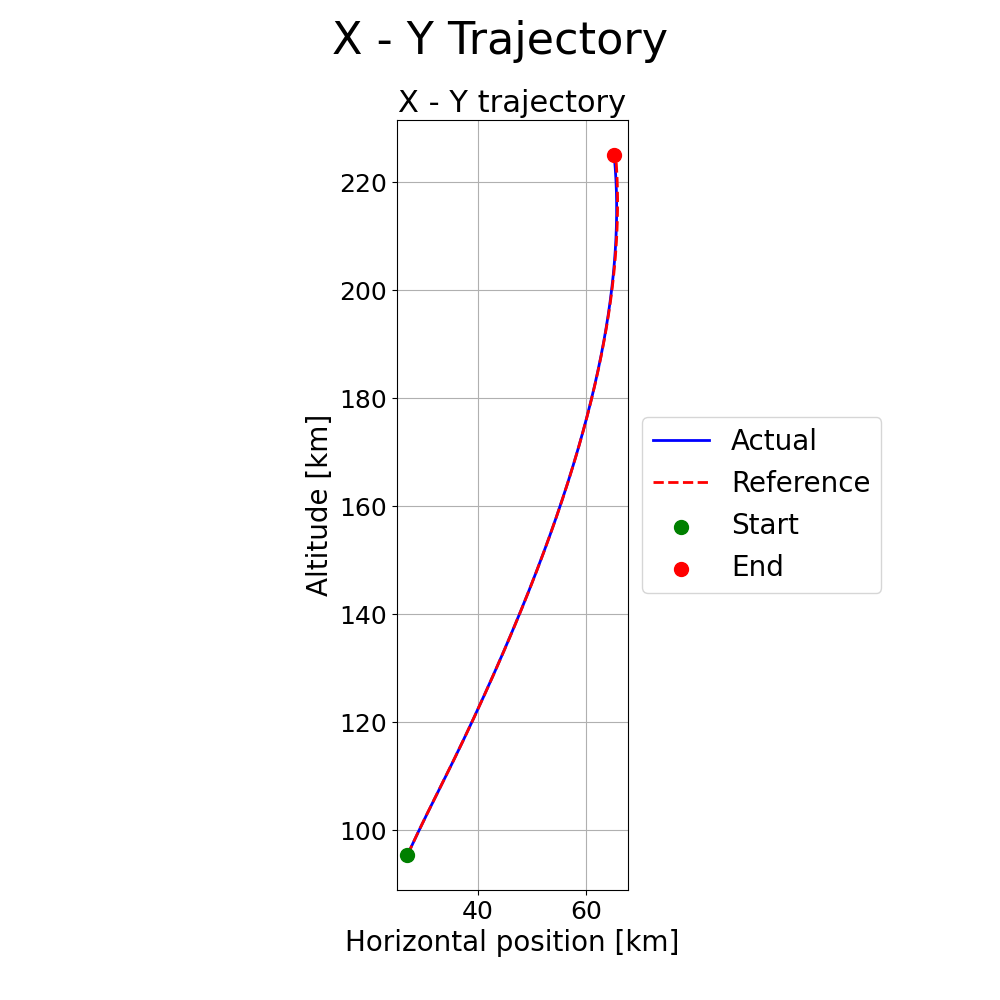 X - Y Trajectory
X - Y trajectory
220
200
180
160
140
120
100
Altitude [km]
40 60
Horizontal position [km]
Actual
Reference
Start
End